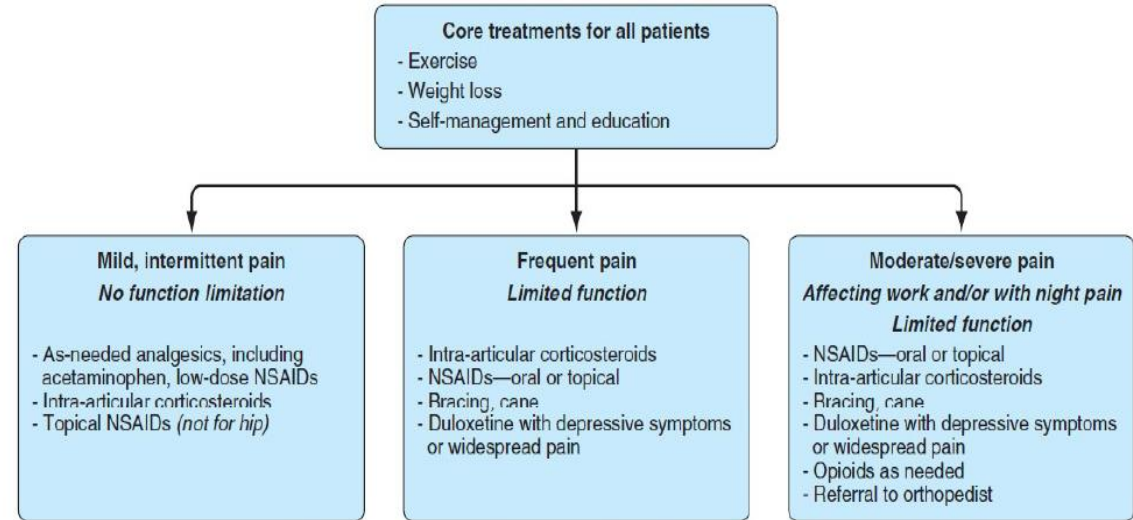 Core treatments for all patients
- Exercise
- Weight loss
- Self-management and education
Mild, intermittent pain
No function limitation
- As-needed analgesics, including
acetaminophen, low-dose NSAIDs
- Intra-articular corticosteroids
- Topical NSAIDs (not for hip)
Frequent pain
Limited function
- Intra-articular corticosteroids
- NSAIDs—oral or topical
- Bracing, cane
- Duloxetine with depressive symptoms
or widespread pain
Moderate/severe pain
Affecting work and/or with night pain
Limited function
- NSAIDs—oral or topical
- Intra-articular corticosteroids
- Bracing, cane
- Duloxetine with depressive symptoms
or widespread pain
- Opioids as needed
- Referral to orthopedist